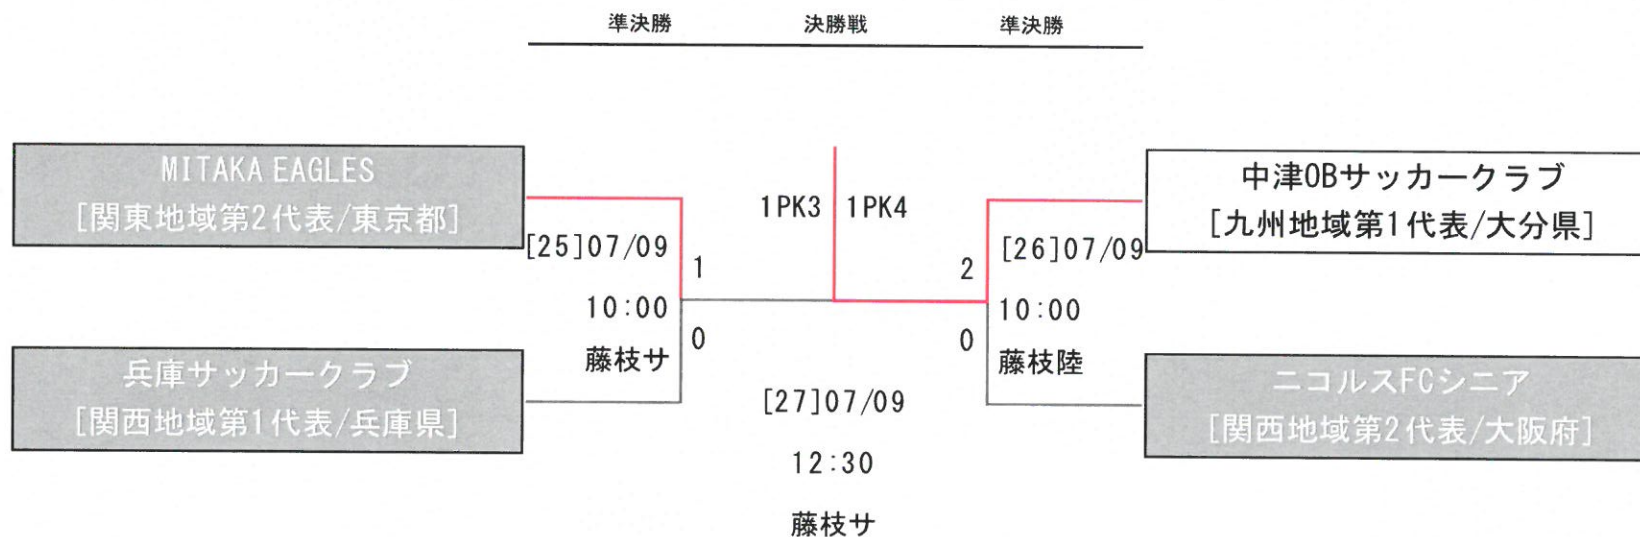 準決勝 決勝戦 準決勝
MITAKA EAGLES
[関東地域第2代表/東京都]
[25]07/09
1
10:00
0
藤枝サ
兵庫サッカークラブ
[関西地域第1代表/兵庫県]
1PK3 1PK4
[27]07/09
12:30
藤枝サ
中津OBサッカークラブ
[九州地域第1代表/大分県]
[26]07/09
2
10:00
0
藤枝陸
ニコルスFCシニア
[関西地域第2代表/大阪府]